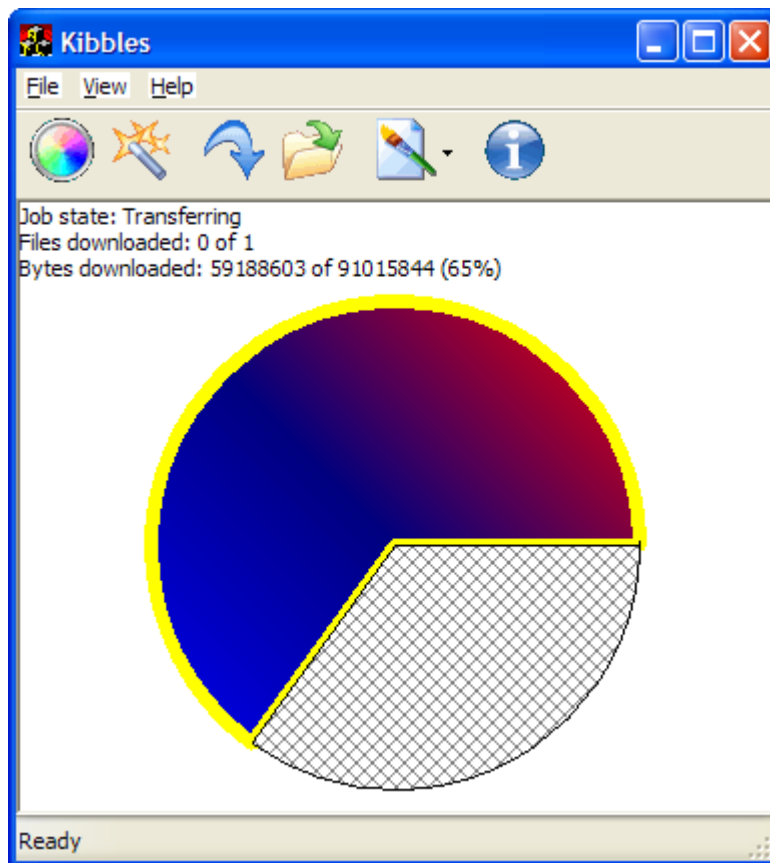 Kibbles
File View Help
Job state: Transferring
Files downloaded: 0 of 1
Bytes downloaded: 59188603 of 91015844 (65%)
Ready